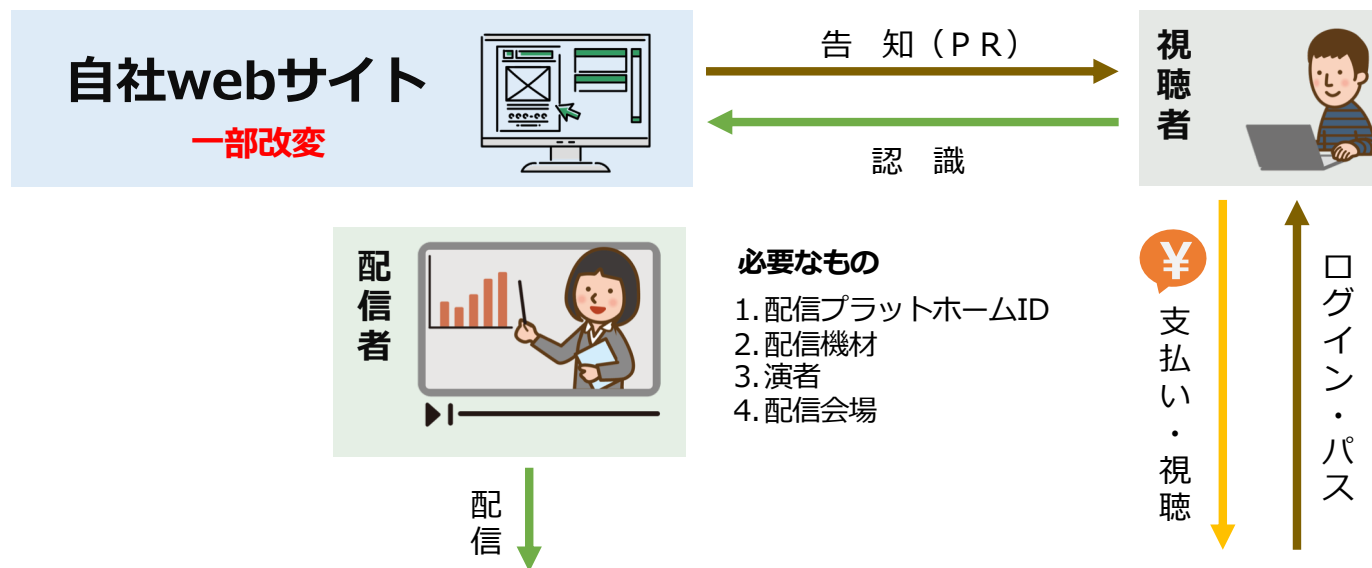 自社webサイト
一部改変
告　知（ＰＲ）
認　識
視聴者
配信者
必要なもの
1.配信プラットホームID
2.配信機材
3.演者
4.配信会場
¥
支払い・視聴
ログイン・パス
配信